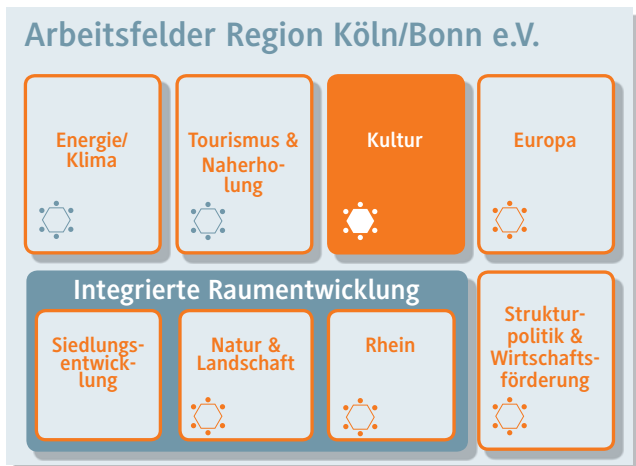 Arbeitsfelder Region Köln/Bonn e.V.
Energie/
Klima
Tourismus &
Naherho-
lung
Kultur
Europa
Integrierte Raumentwicklung
Siedlungs-
entwick-
lung
Natur &
Landschaft
Rhein
Struktur-
politik &
Wirtschafts-
förderung